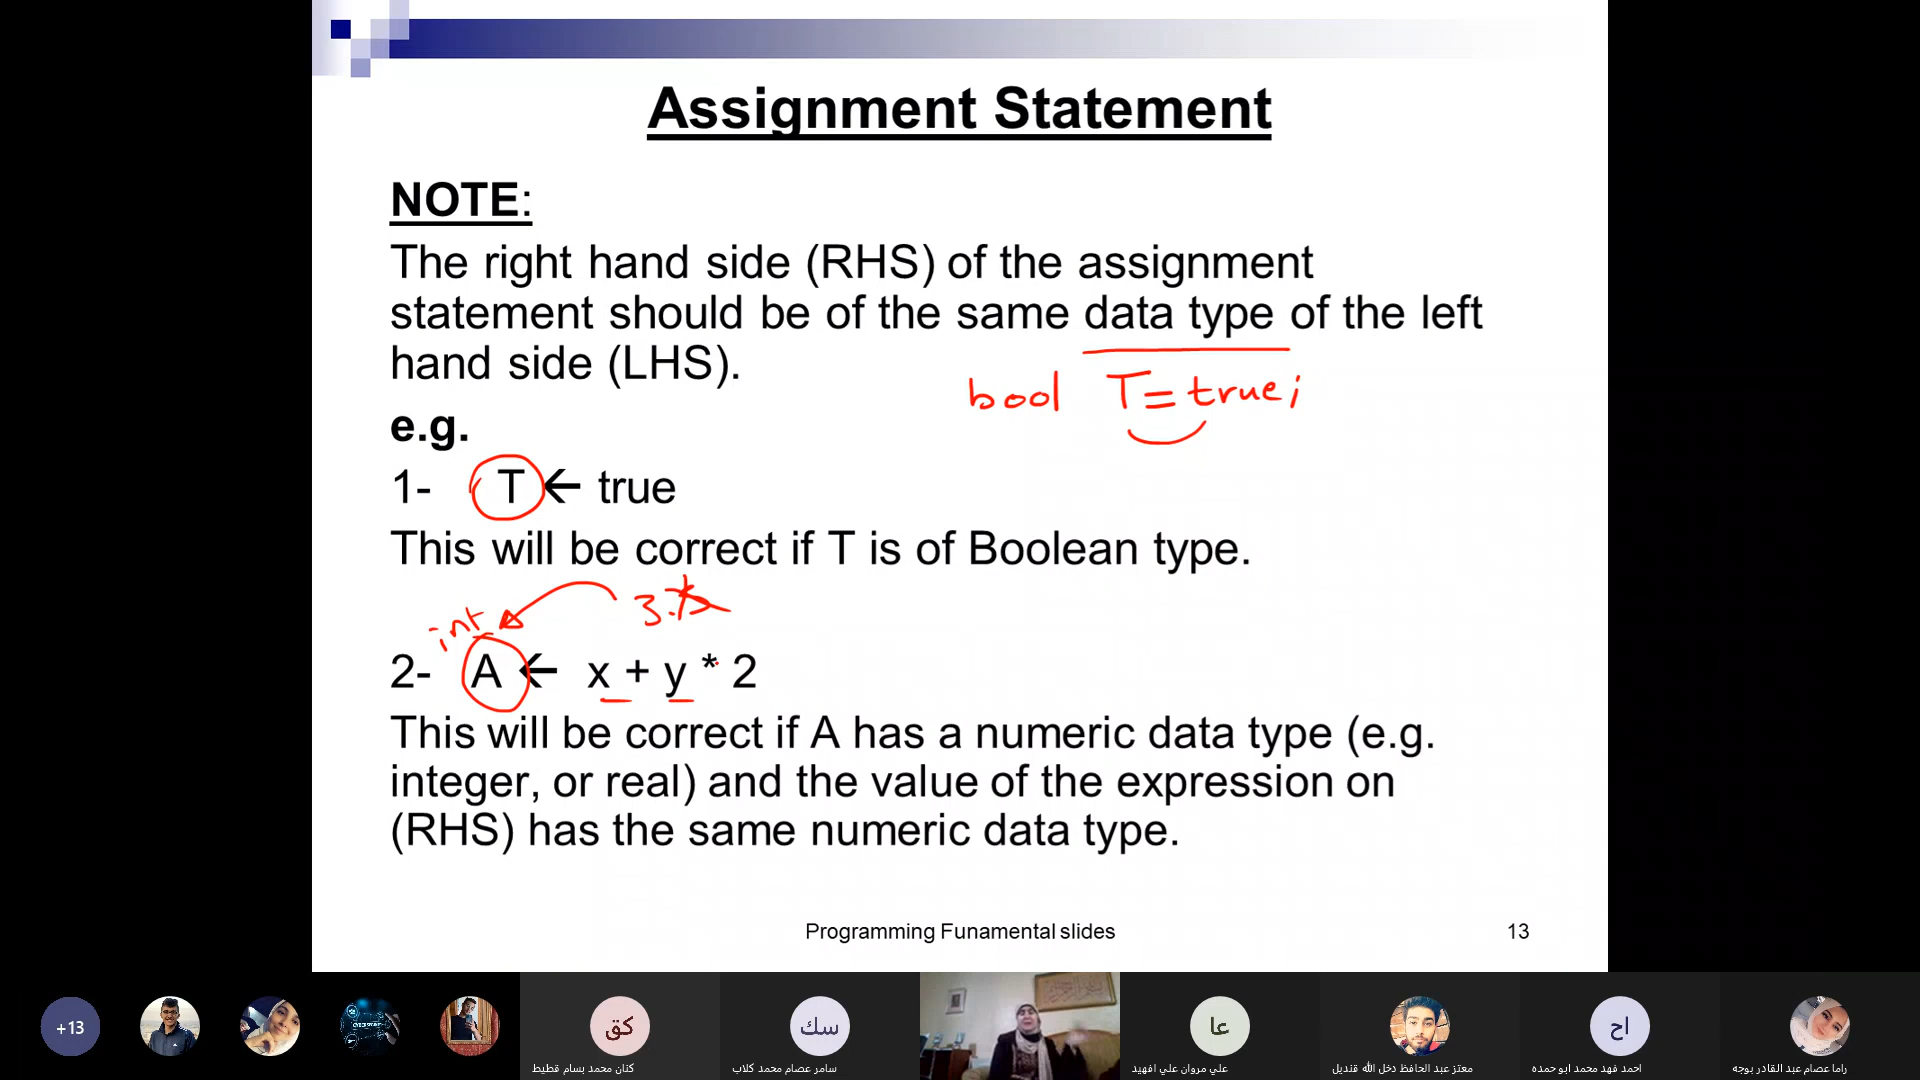 Assignment Statement
NOTE:
The right hand side (RHS) of the assignment
statement should be of the same data type of the left
hand side (LHS).
bool T = true;
e.g.
1- T ← true
This will be correct if T is of Boolean type.
int
2- A ← x + y * 2
This will be correct if A has a numeric data type (e.g.
integer, or real) and the value of the expression on
(RHS) has the same numeric data type.
Programming Funamental slides
13
+13
كق
سك
عا
اح
كنان محمد بسام قطيط
سامر عصام محمد كلاب
علي مروان علي افهيد
معتز عبد الحافظ دخل الله قنديل
احمد فهد محمد ابو حمده
راما عصام عبد القادر بوجه